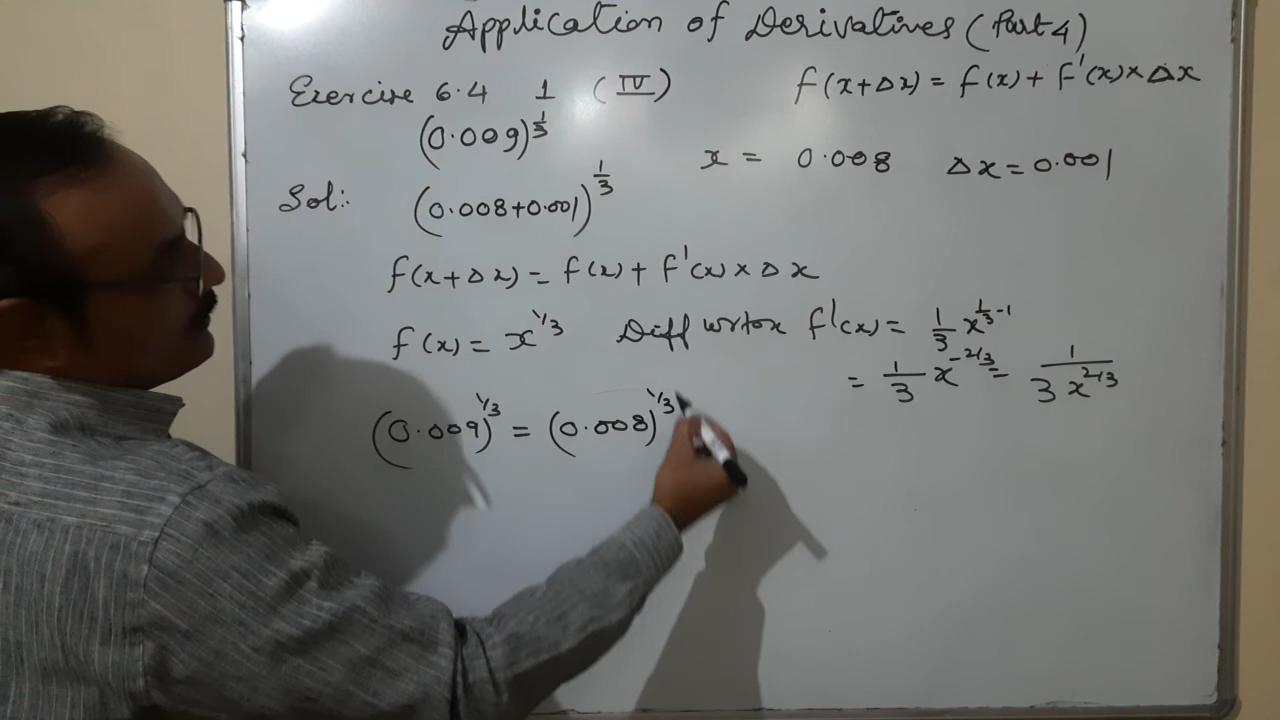 Application of Derivatives (Part 4)
Exercise 6.4 1 (IV) f(x+Δx) = f(x) + F'(x) × Δx
(0.009)^1/3
x = 0.008 Δx = 0.001
Sol:. (0.008+0.001)^1/3
f(x+Δx) = f(x) + F'(x) × Δx
f(x) = x^1/3 Diff wrtox f'(x) = 1/3 x^1/3-1
= 1/3 x^-2/3 = 1/3x^2/3
(0.009)^1/3 = (0.008)^1/3